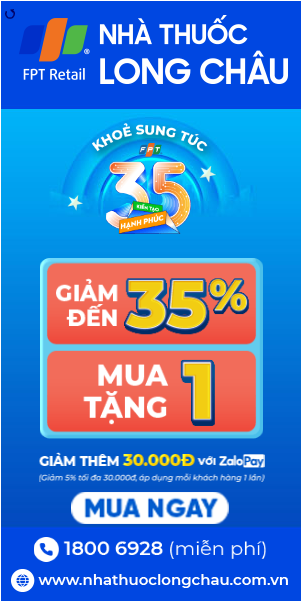 NHÀ THUỐC
FPT Retail
®
LONG CHÂU
KHOẺ SUNG TÚC
FPT
35
KIẾN TẠO
HẠNH PHÚC
GIẢM
ĐẾN
35%
MUA
TẶNG
1
GIẢM THÊM 30.000Đ với ZaloPay
(Giảm 5% tối đa 30.000đ, áp dụng mỗi khách hàng 1 lần)
MUA NGAY
1800 6928 (miễn phí)
www.nhathuoclongchau.com.vn